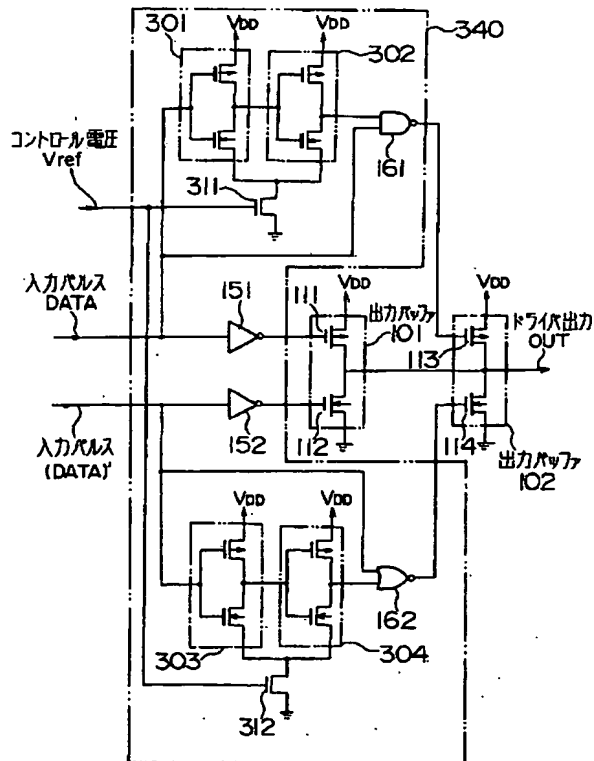 301
VDD
VDD
302
340
コントロール電圧
Vref
311
161
入力パルス
DATA
151
111
VDD
出力バッファ
101
VDD
ドライバ出力
OUT
113
152
112
114
入力パルス
(DATA)'
出力バッファ
102
VDD
VDD
162
303
304
312